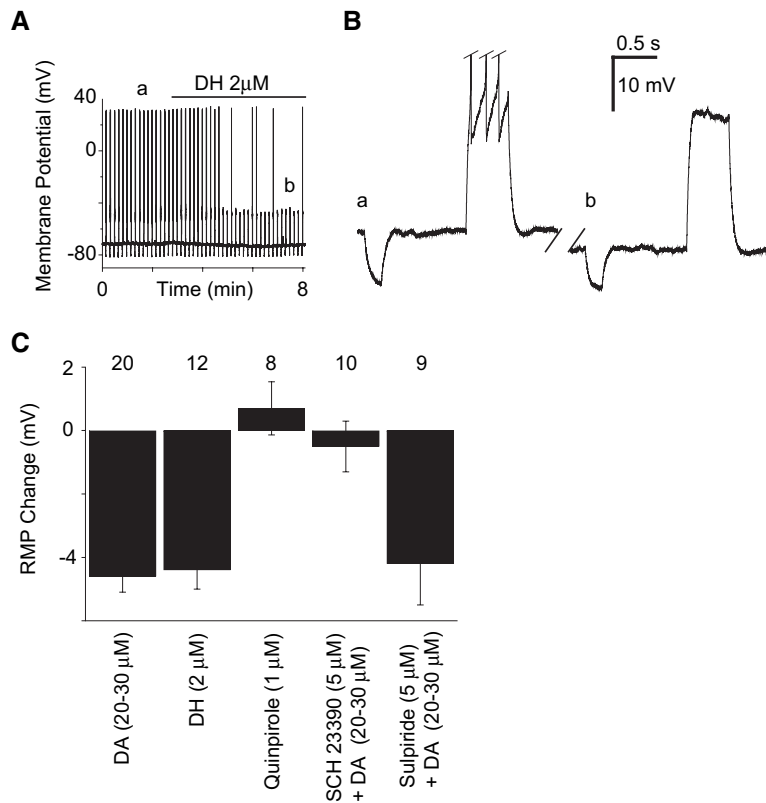 A
B
a
DH 2μM
40
0
-80
Membrane Potential (mV)
b
0
Time (min)
8
0.5 s
10 mV
a
b
C
20
12
8
10
9
2
0
-4
RMP Change (mV)
DA (20-30 μM)
DH (2 μM)
Quinpirole (1 μM)
SCH 23390 (5 μM)
+ DA (20-30 μM)
Sulpiride (5 μM)
+ DA (20-30 μM)